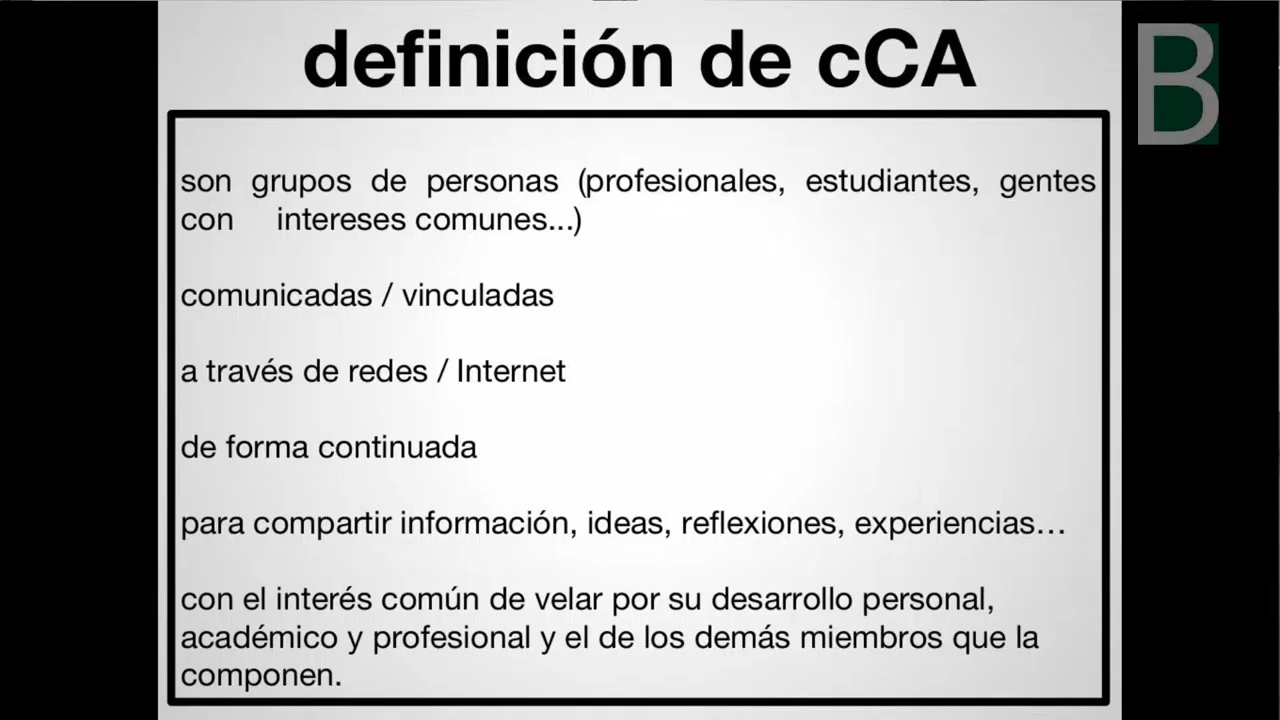 definición de cCA
B
son grupos de personas (profesionales, estudiantes, gentes
con intereses comunes...)
comunicadas / vinculadas
a través de redes / Internet
de forma continuada
para compartir información, ideas, reflexiones, experiencias…
con el interés común de velar por su desarrollo personal,
académico y profesional y el de los demás miembros que la
componen.